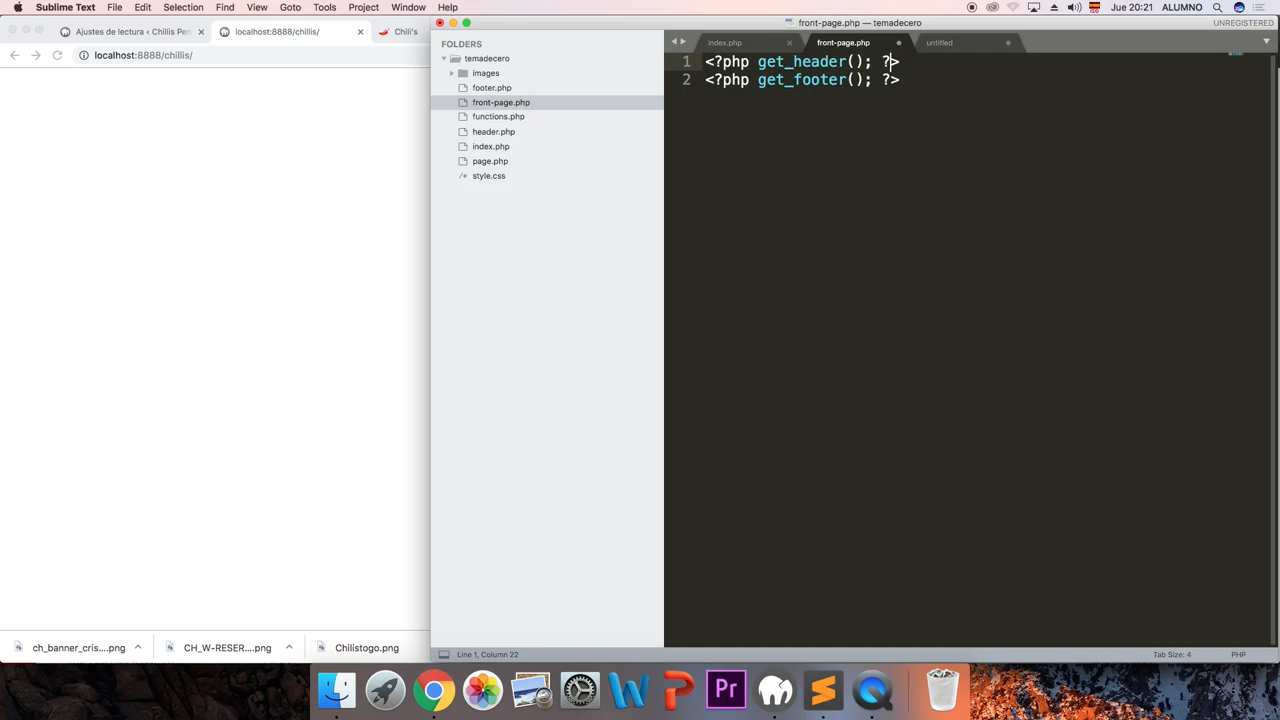 Sublime Text File Edit Selection Find View Goto Tools Project Window Help Jue 20:21 ALUMNO
front-page.php — temadecero UNREGISTERED
Ajustes de lectura ‹ Chillis Per localhost:8888/chillis/ Chili's
localhost:8888/chillis/
FOLDERS
temadecero
images
footer.php
front-page.php
functions.php
header.php
index.php
page.php
style.css
index.php front-page.php untitled
1 <?php get_header(); ?>
2 <?php get_footer(); ?>
ch_banner_cris....png CH_W-RESER....png Chilistogo.png
Line 1, Column 22 Tab Size: 4 PHP